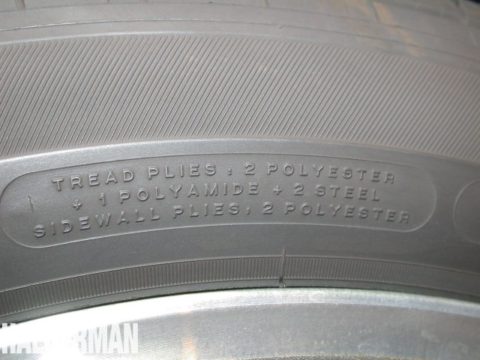 TREAD PLIES: 2 POLYESTER
+ 1 POLYAMIDE + 2 STEEL
SIDEWALL PLIES: 2 POLYESTER